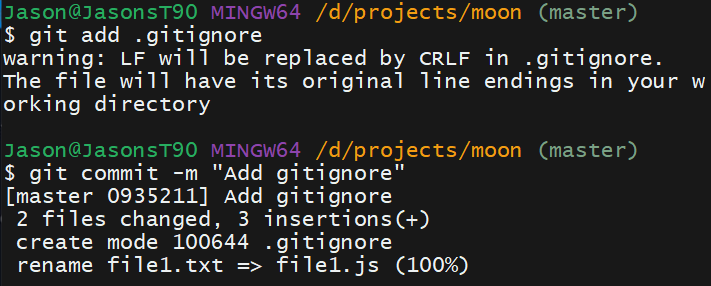 Jason@JasonsT90 MINGW64 /d/projects/moon (master)
$ git add .gitignore
warning: LF will be replaced by CRLF in .gitignore.
The file will have its original line endings in your w
orking directory
Jason@JasonsT90 MINGW64 /d/projects/moon (master)
$ git commit -m "Add gitignore"
[master 0935211] Add gitignore
 2 files changed, 3 insertions(+)
 create mode 100644 .gitignore
 rename file1.txt => file1.js (100%)